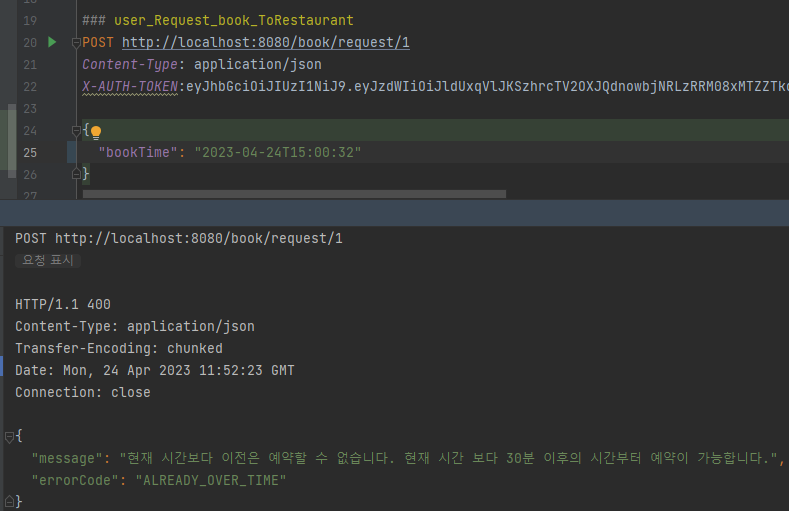 19 ### user_Request_book_ToRestaurant
20 POST http://localhost:8080/book/request/1
21 Content-Type: application/json
22 X-AUTH-TOKEN:eyJhbGciOiJIUzI1NiJ9.eyJzdWIiOiJldUxqVlJKSzhrcTV2OXJQdnowbjNRLzRRM08xMTZZTk
23
24 {
25 "bookTime": "2023-04-24T15:00:32"
26 }
27
POST http://localhost:8080/book/request/1
요청 표시
HTTP/1.1 400
Content-Type: application/json
Transfer-Encoding: chunked
Date: Mon, 24 Apr 2023 11:52:23 GMT
Connection: close
{
"message": "현재 시간보다 이전은 예약할 수 없습니다. 현재 시간 보다 30분 이후의 시간부터 예약이 가능합니다.",
"errorCode": "ALREADY_OVER_TIME"
}